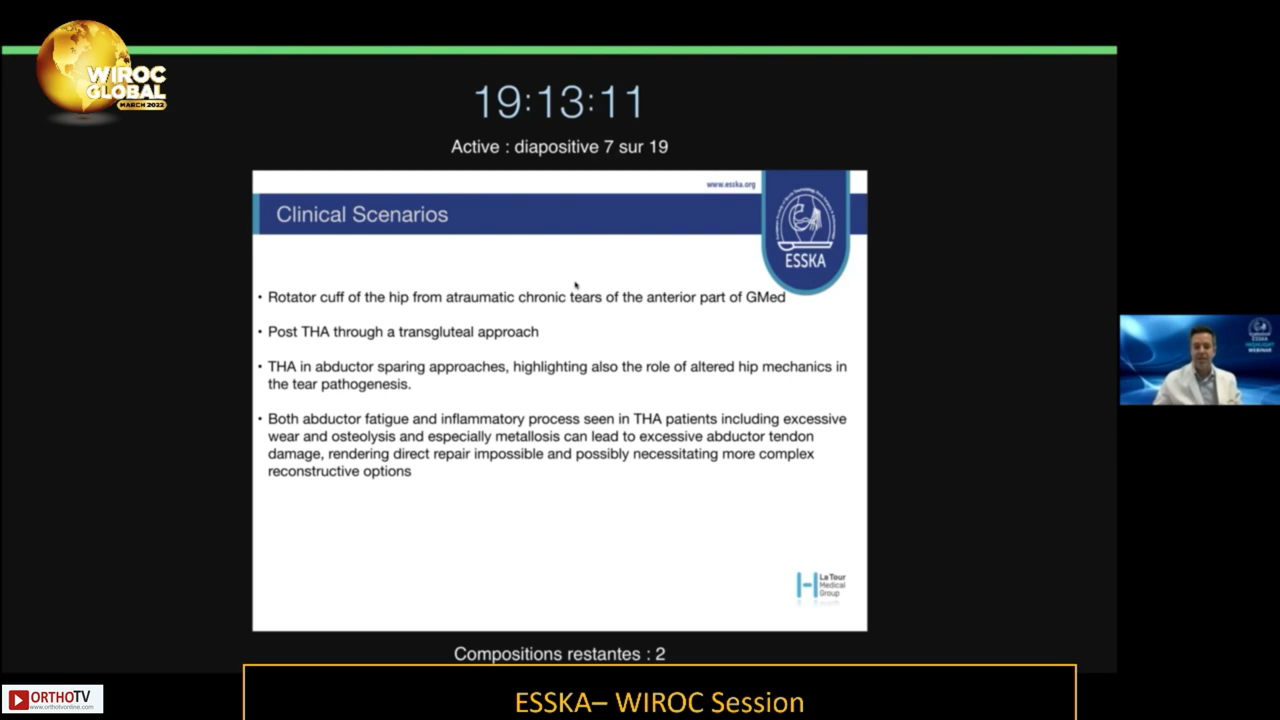 WIROC
GLOBAL
MARCH 2022
19:13:11
Active : diapositive 7 sur 19
www.esska.org
Clinical Scenarios
ESSKA
• Rotator cuff of the hip from atraumatic chronic tears of the anterior part of GMed
• Post THA through a transgluteal approach
• THA in abductor sparing approaches, highlighting also the role of altered hip mechanics in
the tear pathogenesis.
• Both abductor fatigue and inflammatory process seen in THA patients including excessive
wear and osteolysis and especially metallosis can lead to excessive abductor tendon
damage, rendering direct repair impossible and possibly necessitating more complex
reconstructive options
La Tour
Medical
Group
Compositions restantes : 2
ESSKA
WEBINAR
ORTHOTV
www.orthotvonline.com
ESSKA– WIROC Session